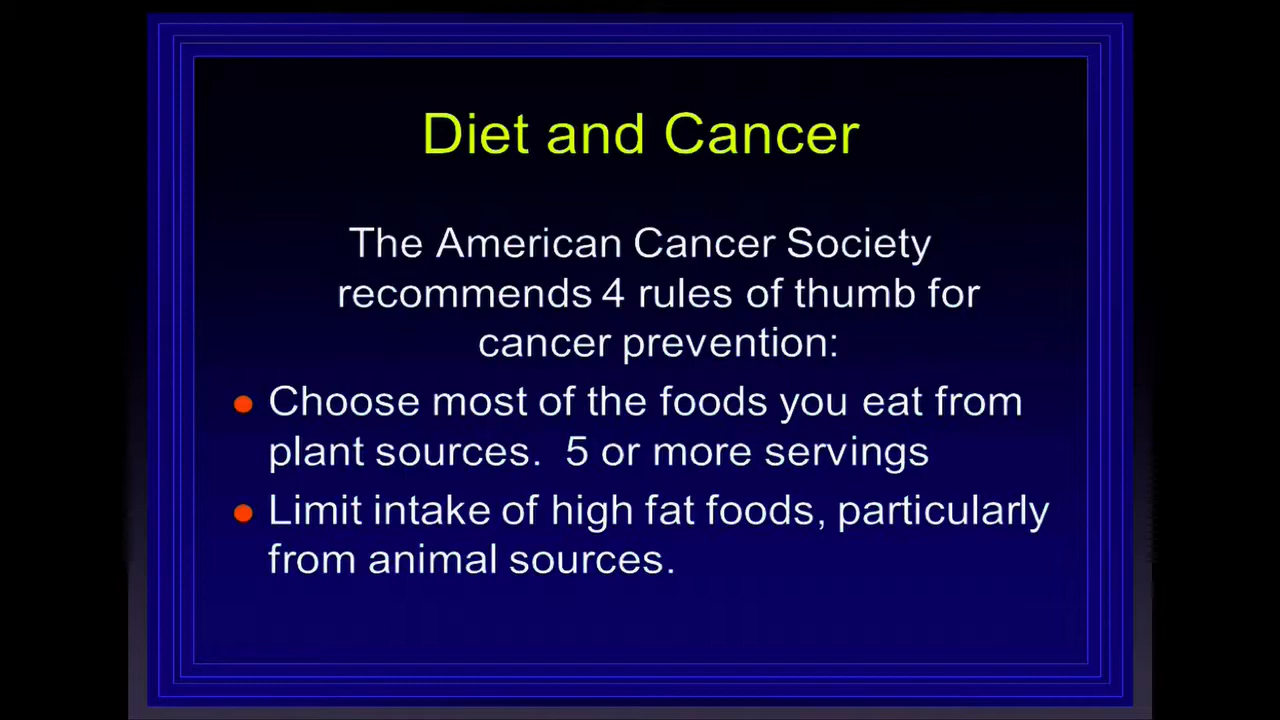 Diet and Cancer
The American Cancer Society
recommends 4 rules of thumb for
cancer prevention:
Choose most of the foods you eat from
plant sources.  5 or more servings
Limit intake of high fat foods, particularly
from animal sources.